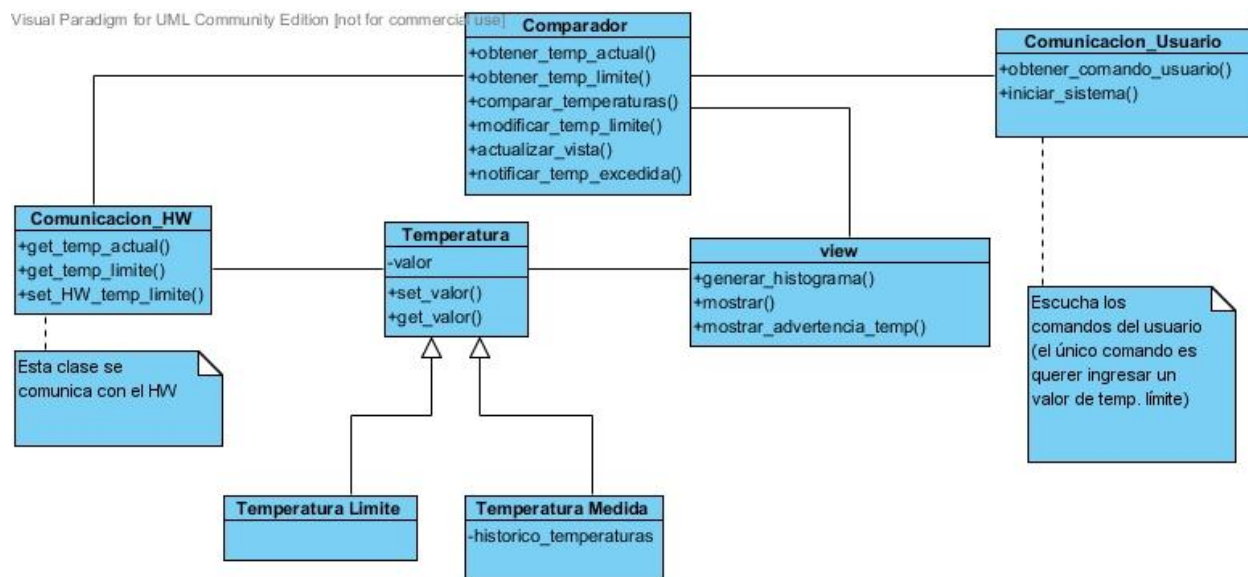 Visual Paradigm for UML Community Edition [not for commercial use]
Comparador
+obtener_temp_actual()
+obtener_temp_limite()
+comparar_temperaturas()
+modificar_temp_limite()
+actualizar_vista()
+notificar_temp_excedida()
Comunicacion_Usuario
+obtener_comando_usuario()
+iniciar_sistema()
Comunicacion_HW
+get_temp_actual()
+get_temp_limite()
+set_HW_temp_limite()
Temperatura
-valor
+set_valor()
+get_valor()
view
+generar_histograma()
+mostrar()
+mostrar_advertencia_temp()
Esta clase se
comunica con el HW
Escucha los
comandos del usuario
(el único comando es
querer ingresar un
valor de temp. límite)
Temperatura Limite
Temperatura Medida
-historico_temperaturas